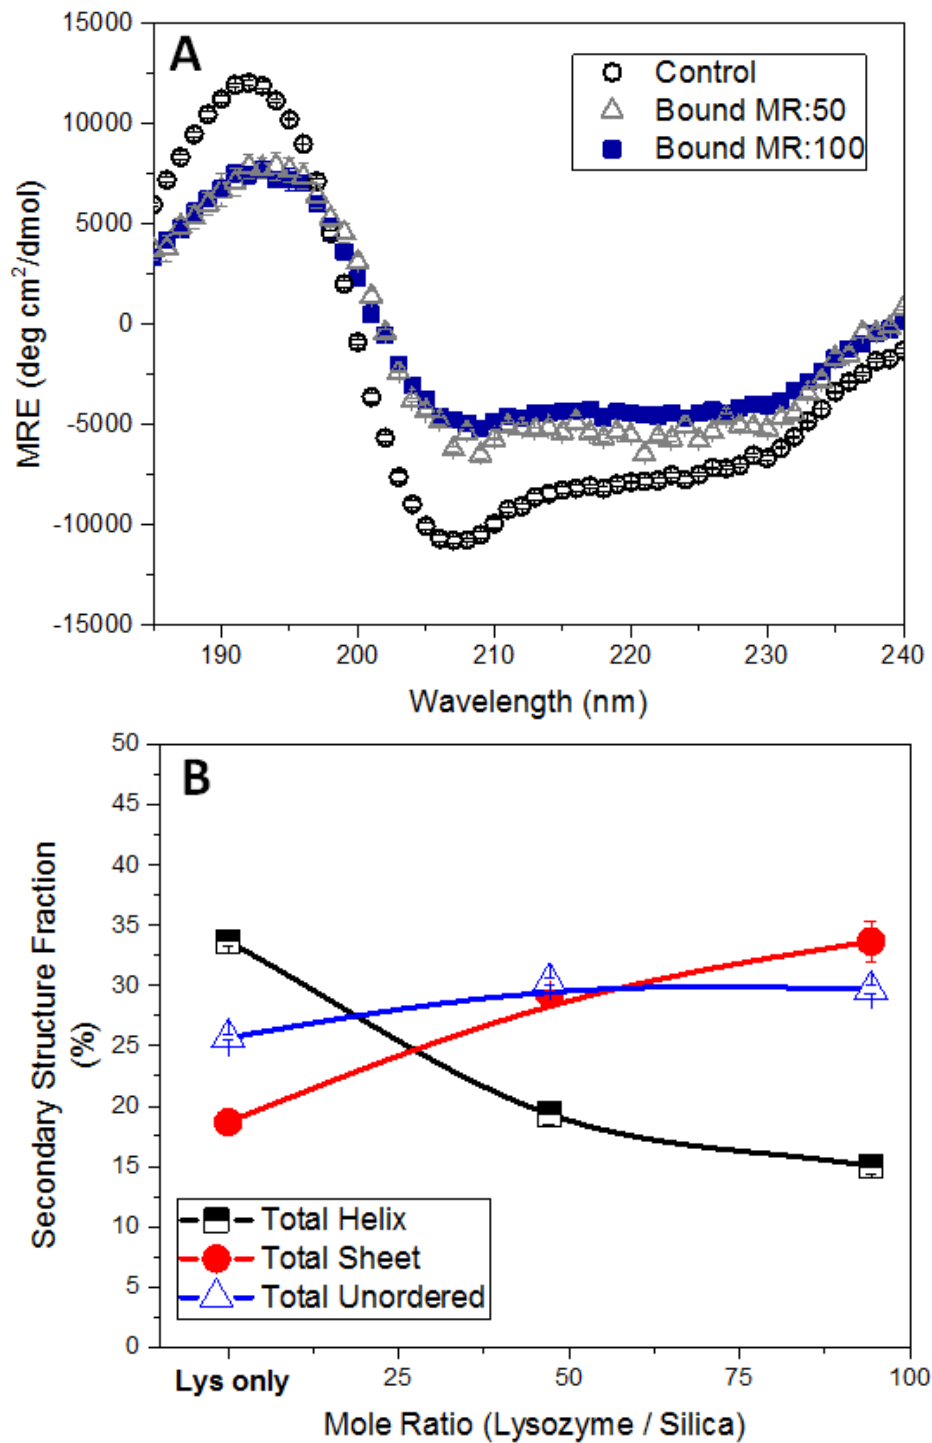 A
Control
Bound MR:50
Bound MR:100
15000
10000
5000
0
-5000
-10000
-15000
MRE (deg cm²/dmol)
190 200 210 220 230 240
Wavelength (nm)
B
50
45
40
35
30
25
20
15
10
5
0
Secondary Structure Fraction
(%)
Total Helix
Total Sheet
Total Unordered
Lys only 25 50 75 100
Mole Ratio (Lysozyme / Silica)